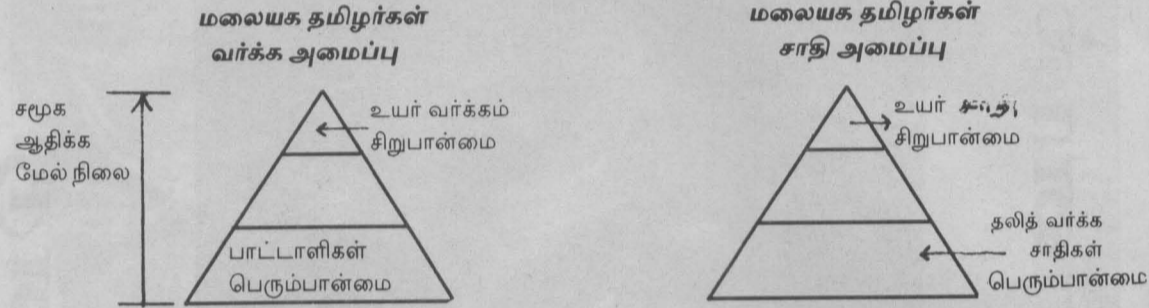 மலையக தமிழர்கள்
வர்க்க அமைப்பு
சமூக
ஆதிக்க
மேல் நிலை
உயர் வர்க்கம்
சிறுபான்மை
பாட்டாளிகள்
பெரும்பான்மை
மலையக தமிழர்கள்
சாதி அமைப்பு
உயர்
சிறுபான்மை
தலித் வர்க்க
சாதிகள்
பெரும்பான்மை